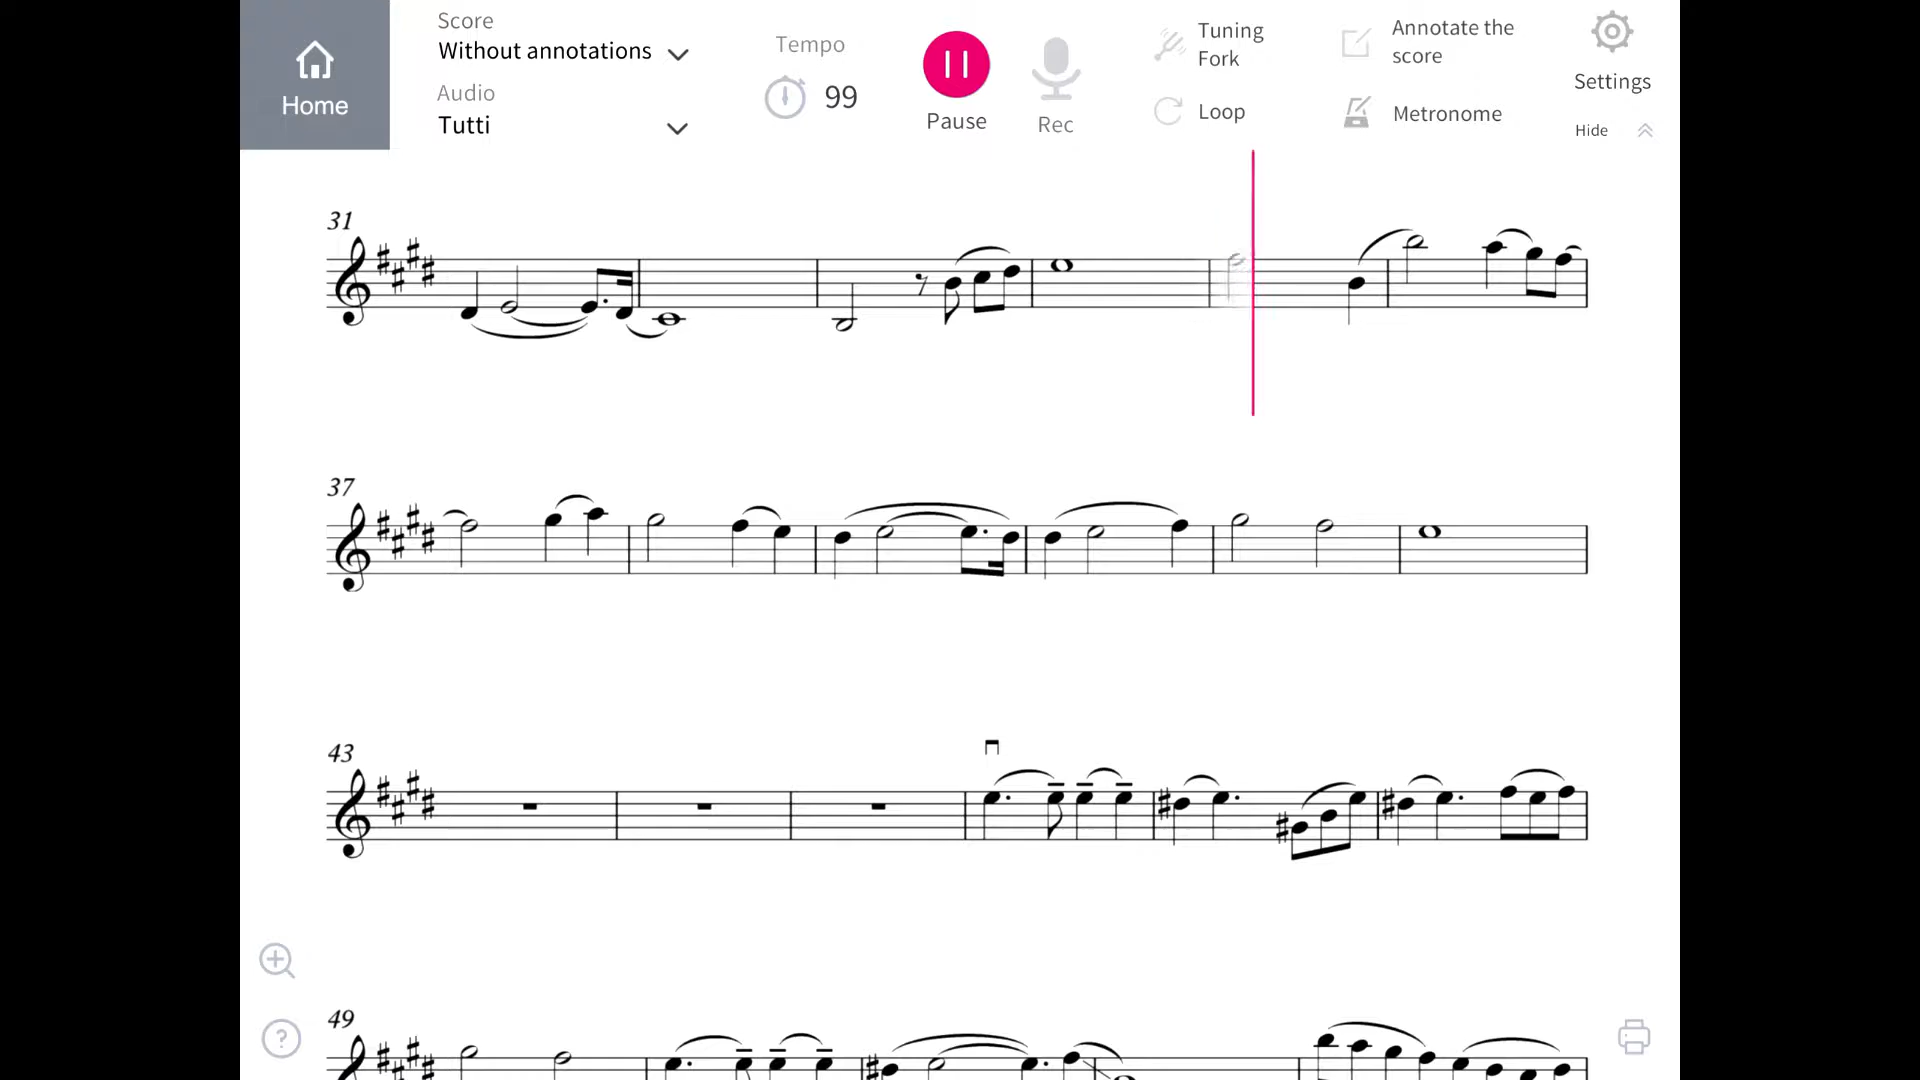 Home
Score
Without annotations
Audio
Tutti
Tempo
99
Pause
Rec
Tuning
Fork
Loop
Annotate the
score
Metronome
Settings
Hide
31
37
43
49
?